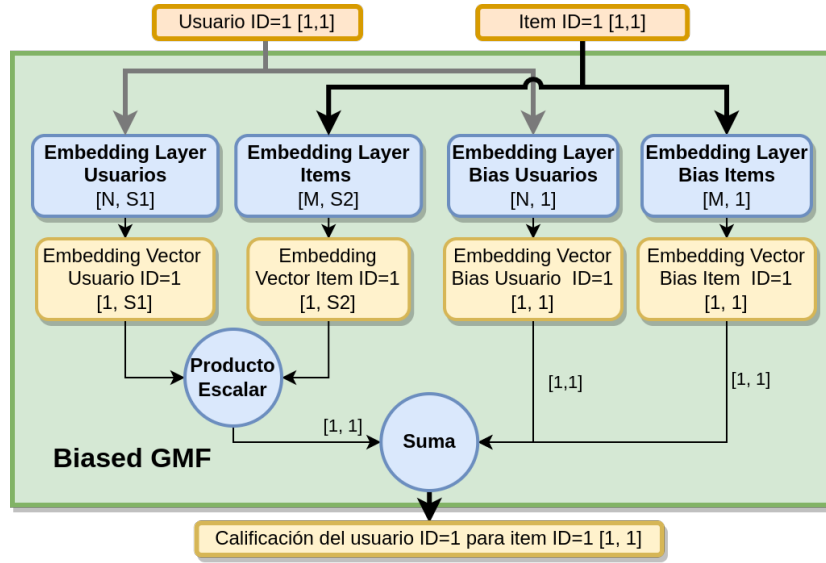 Usuario ID=1 [1,1]
Item ID=1 [1,1]
Embedding Layer
Usuarios
[N, S1]
Embedding Layer
Items
[M, S2]
Embedding Layer
Bias Usuarios
[N, 1]
Embedding Layer
Bias Items
[M, 1]
Embedding Vector
Usuario ID=1
[1, S1]
Embedding
Vector Item ID=1
[1, S2]
Embedding Vector
Bias Usuario ID=1
[1, 1]
Embedding Vector
Bias Item ID=1
[1, 1]
Producto
Escalar
[1,1]
[1, 1]
[1, 1]
Suma
Biased GMF
Calificación del usuario ID=1 para item ID=1 [1, 1]